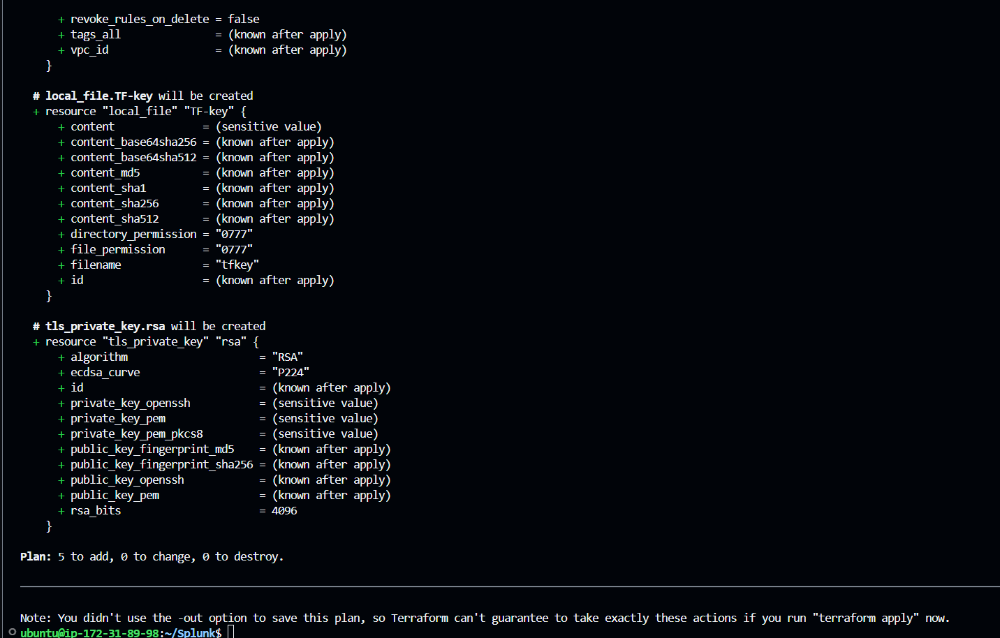 + revoke_rules_on_delete = false
+ tags_all = (known after apply)
+ vpc_id = (known after apply)
}
# local_file.TF-key will be created
+ resource "local_file" "TF-key" {
+ content = (sensitive value)
+ content_base64sha256 = (known after apply)
+ content_base64sha512 = (known after apply)
+ content_md5 = (known after apply)
+ content_sha1 = (known after apply)
+ content_sha256 = (known after apply)
+ content_sha512 = (known after apply)
+ directory_permission = "0777"
+ file_permission = "0777"
+ filename = "tfkey"
+ id = (known after apply)
}
# tls_private_key.rsa will be created
+ resource "tls_private_key" "rsa" {
+ algorithm = "RSA"
+ ecdsa_curve = "P224"
+ id = (known after apply)
+ private_key_openssh = (sensitive value)
+ private_key_pem = (sensitive value)
+ private_key_pem_pkcs8 = (sensitive value)
+ public_key_fingerprint_md5 = (known after apply)
+ public_key_fingerprint_sha256 = (known after apply)
+ public_key_openssh = (known after apply)
+ public_key_pem = (known after apply)
+ rsa_bits = 4096
}
Plan: 5 to add, 0 to change, 0 to destroy.
Note: You didn't use the -out option to save this plan, so Terraform can't guarantee to take exactly these actions if you run "terraform apply" now.
ubuntu@ip-172-31-89-98:~/Splunk$